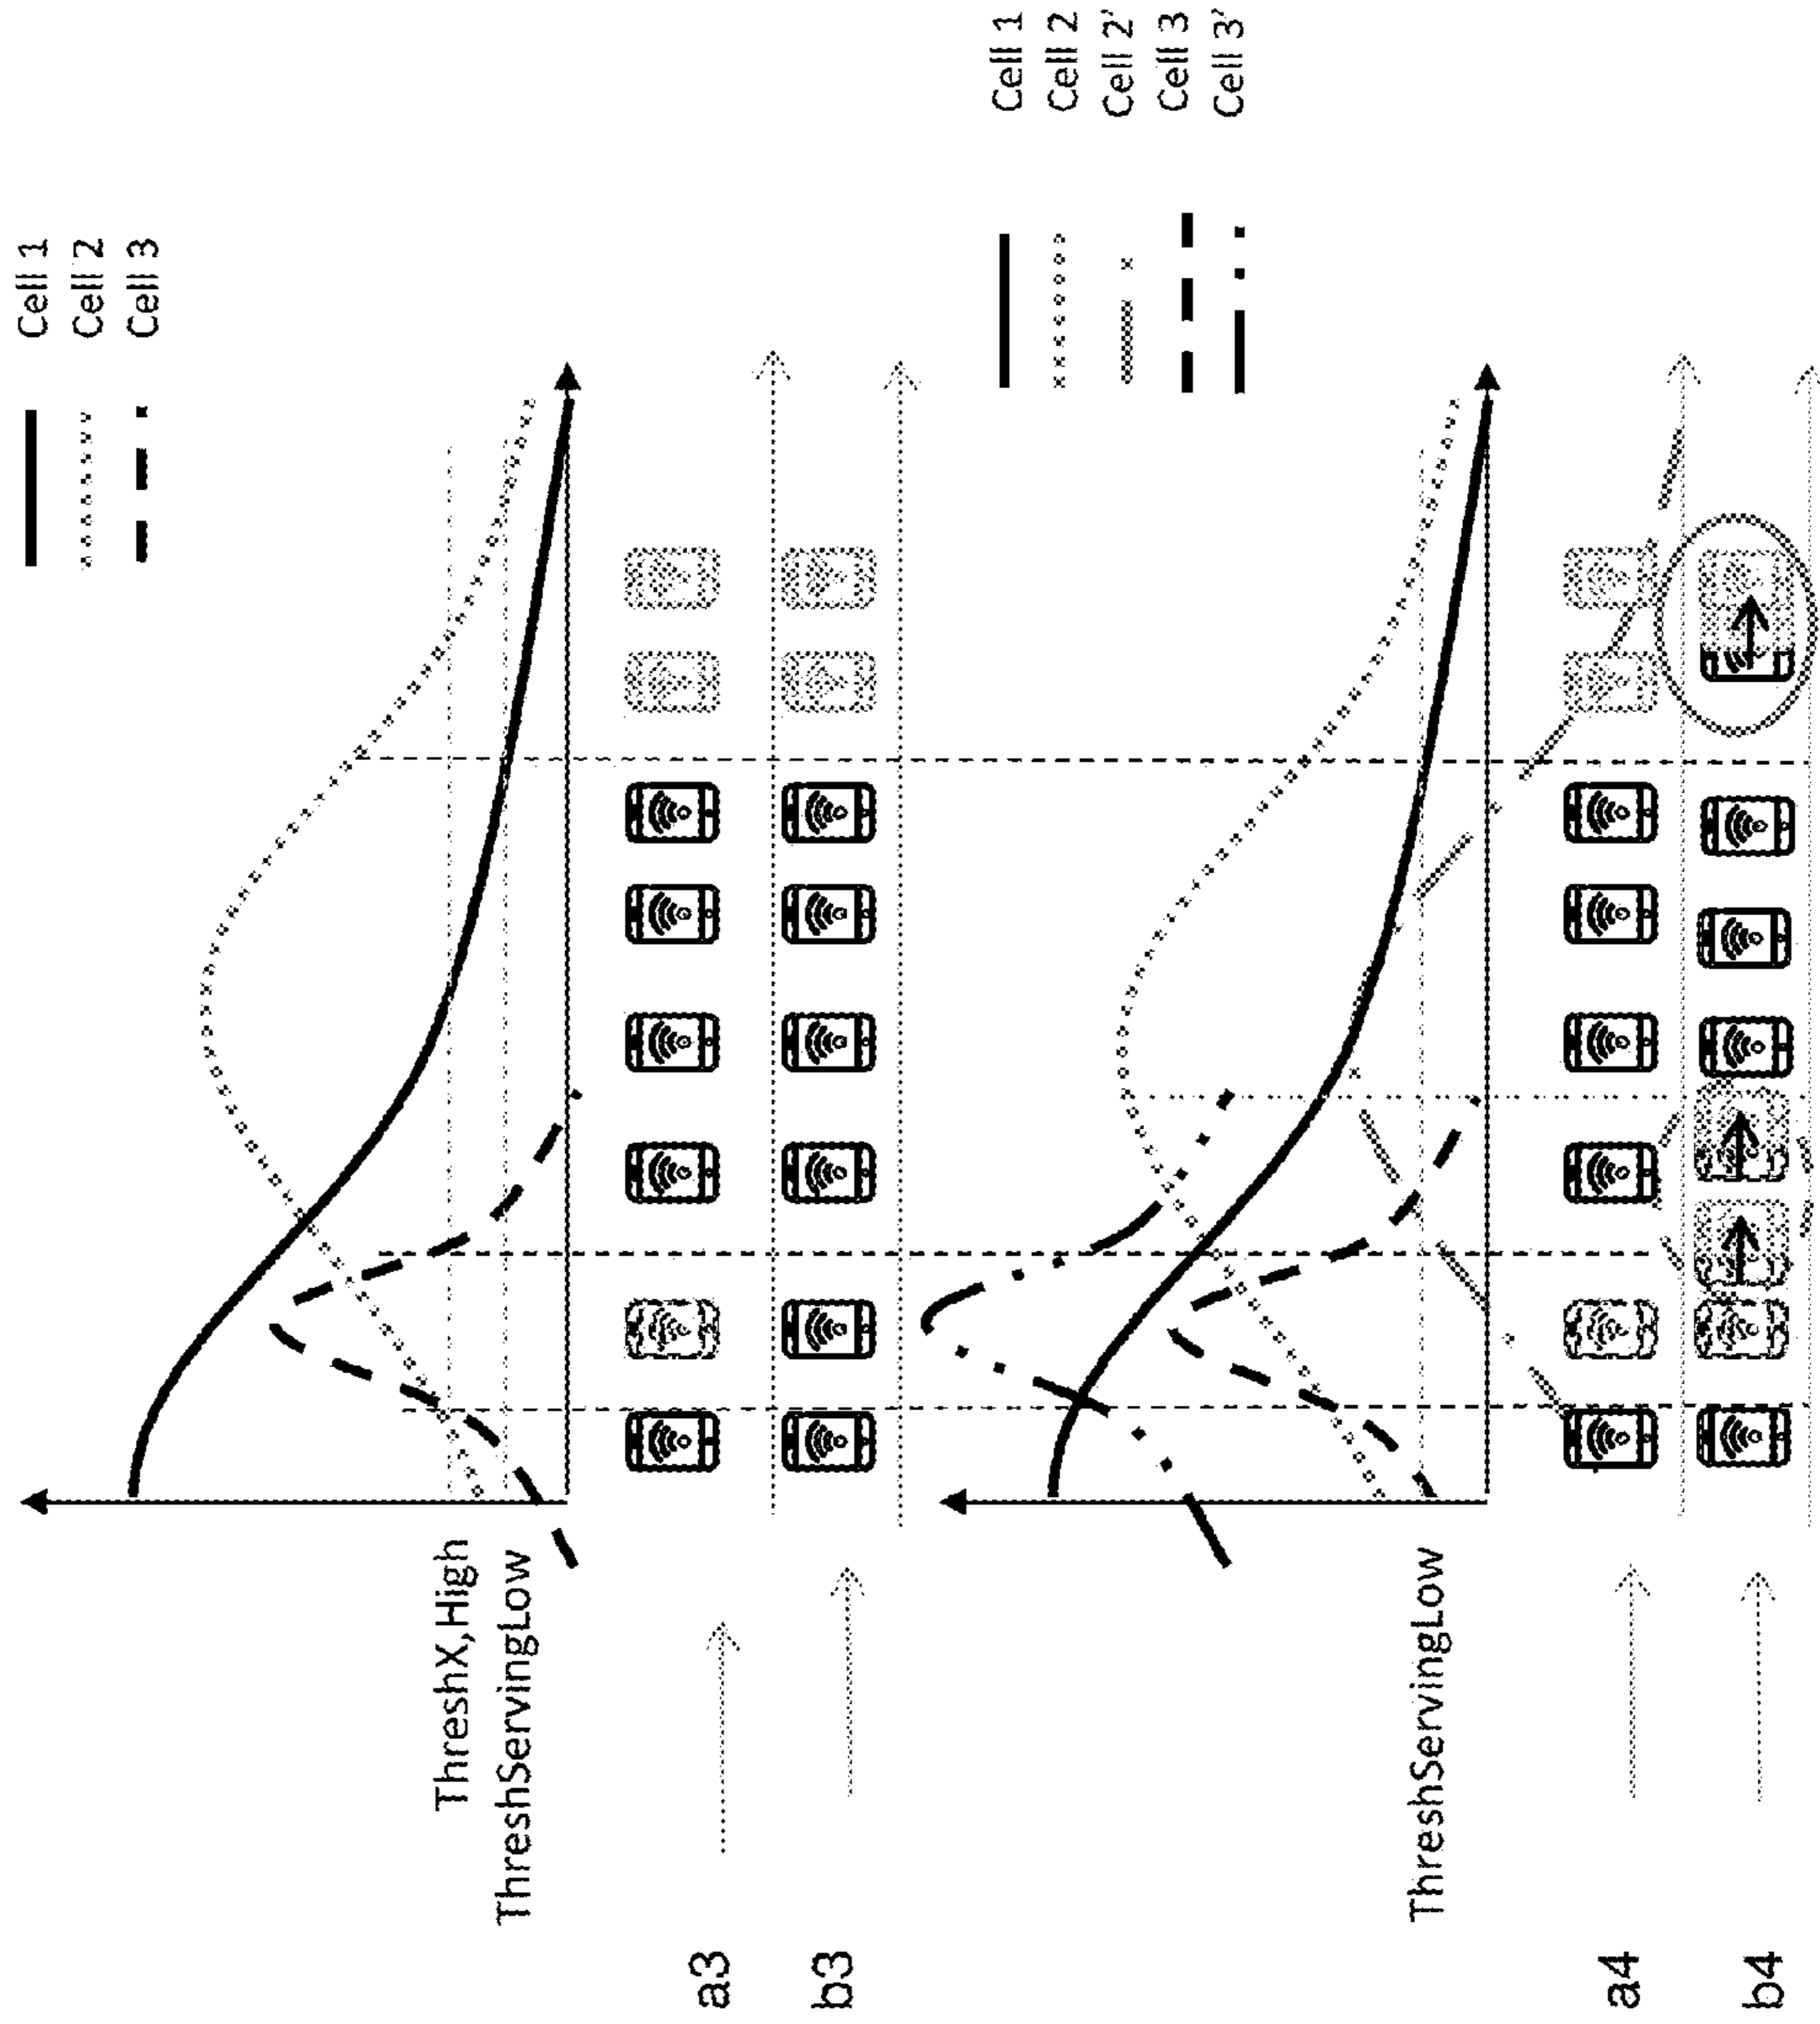 Cell 1
Cell 2
Cell 3
ThreshX,High
ThreshServingLow
a3
b3
Cell 1
Cell 2
Cell 2'
Cell 3
Cell 3'
ThreshServingLow
a4
b4